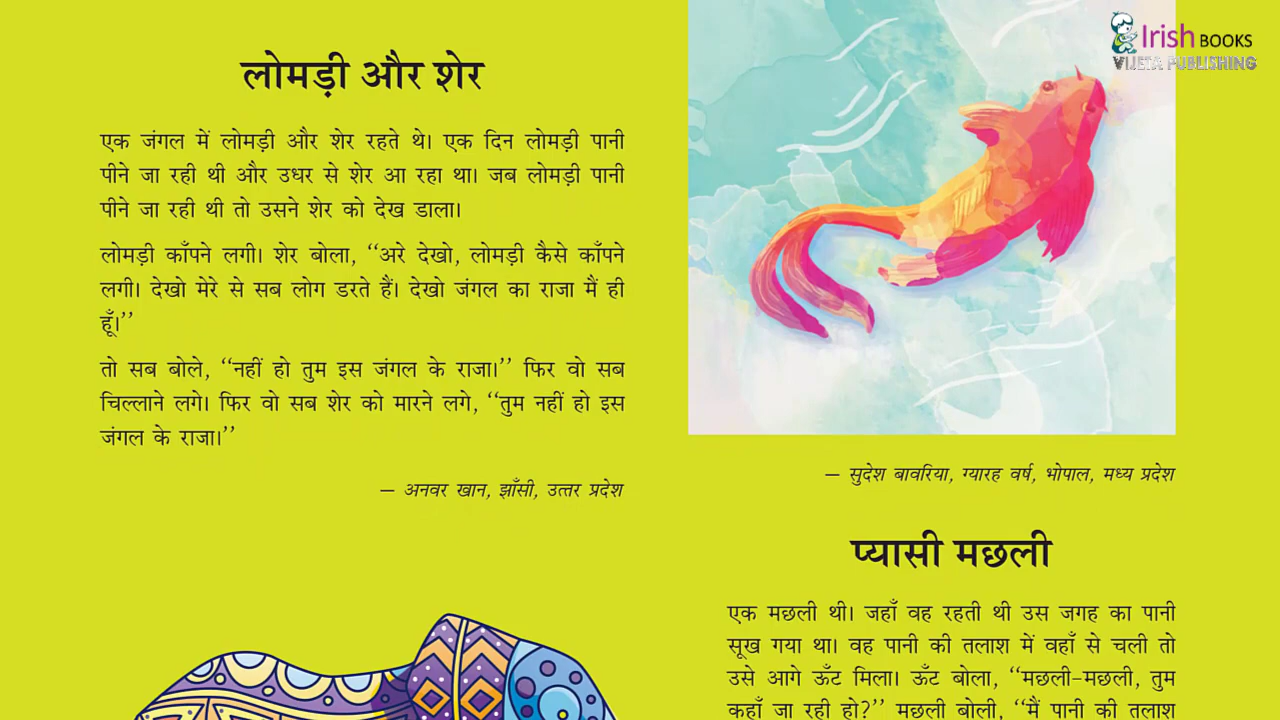 लोमड़ी और शेर
एक जंगल में लोमड़ी और शेर रहते थे। एक दिन लोमड़ी पानी
पीने जा रही थी और उधर से शेर आ रहा था। जब लोमड़ी पानी
पीने जा रही थी तो उसने शेर को देख डाला।
लोमड़ी काँपने लगी। शेर बोला, ‘‘अरे देखो, लोमड़ी कैसे काँपने
लगी। देखो मेरे से सब लोग डरते हैं। देखो जंगल का राजा मैं ही
हूँ।’’
तो सब बोले, ‘‘नहीं हो तुम इस जंगल के राजा।’’ फिर वो सब
चिल्लाने लगे। फिर वो सब शेर को मारने लगे, ‘‘तुम नहीं हो इस
जंगल के राजा।’’
– अनवर खान, झाँसी, उत्तर प्रदेश
Irish BOOKS
VIJETA PUBLISHING
– सुदेश बावरिया, ग्यारह वर्ष, भोपाल, मध्य प्रदेश
प्यासी मछली
एक मछली थी। जहाँ वह रहती थी उस जगह का पानी
सूख गया था। वह पानी की तलाश में वहाँ से चली तो
उसे आगे ऊँट मिला। ऊँट बोला, ‘‘मछली-मछली, तुम
कहाँ जा रही हो?’’ मछली बोली, ‘‘मैं पानी की तलाश